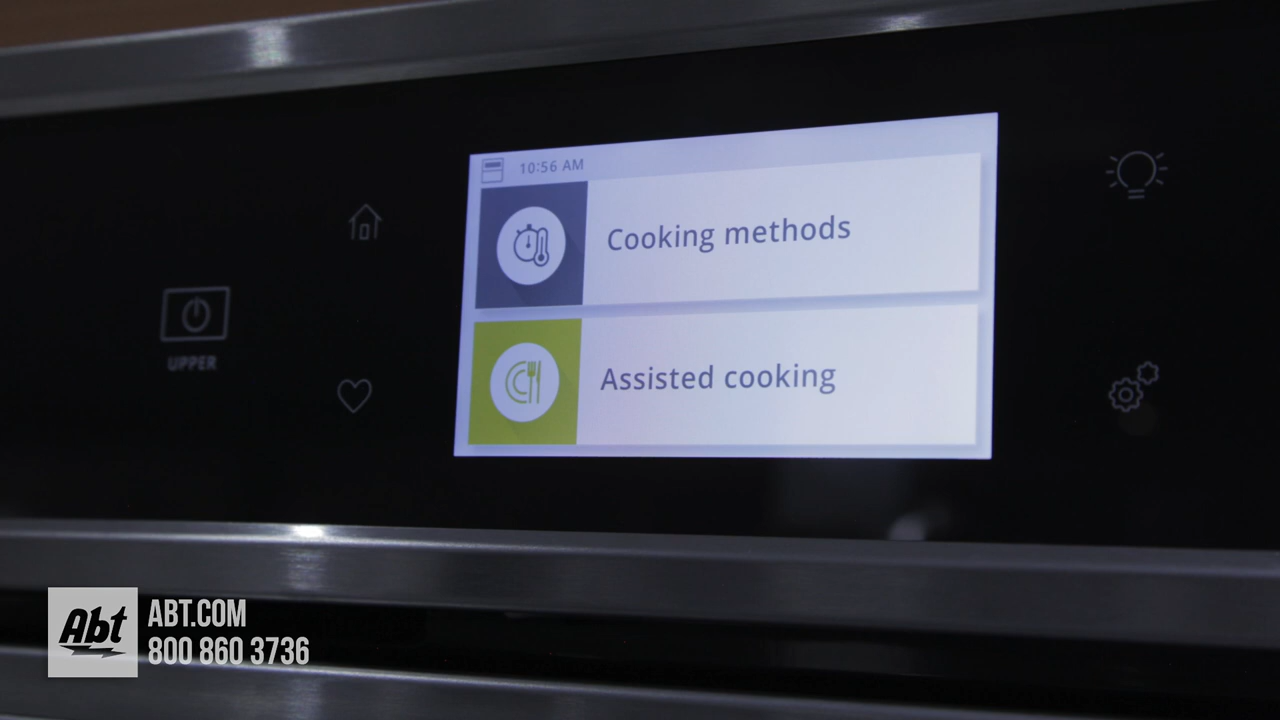 10:56 AM
Cooking methods
UPPER
Assisted cooking
Abt
ABT.COM
800 860 3736